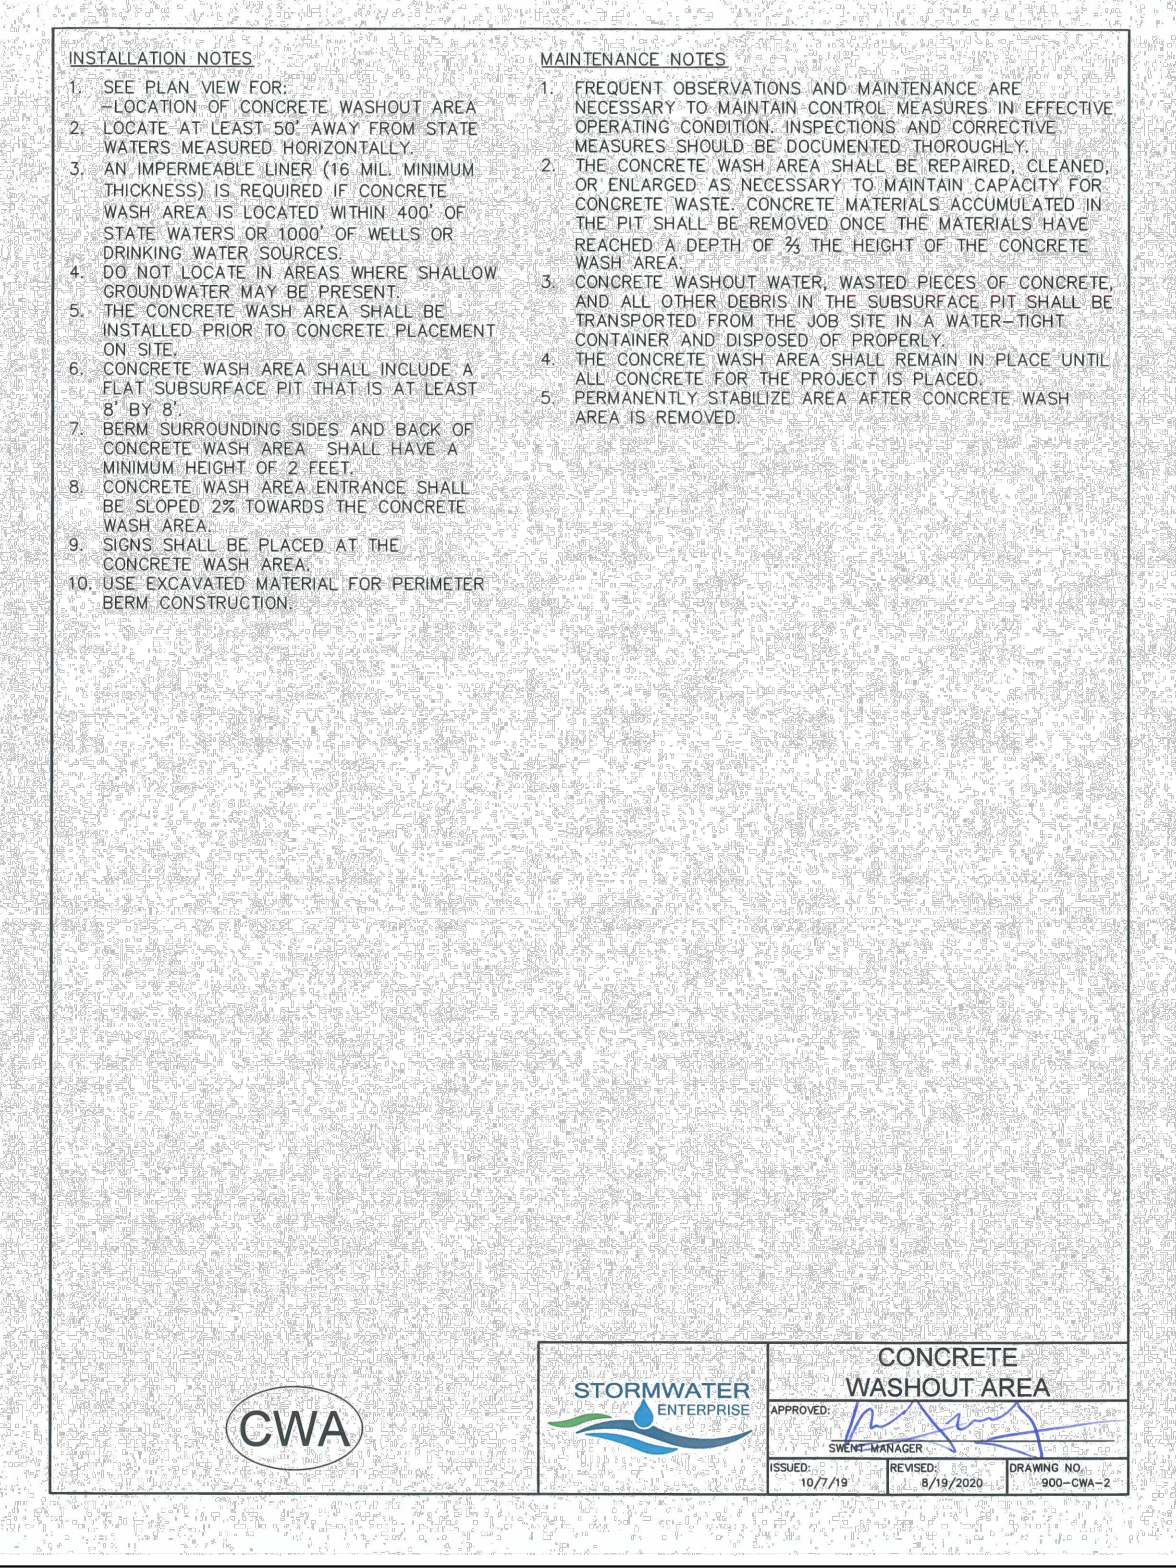 INSTALLATION NOTES
1. SEE PLAN VIEW FOR:
-LOCATION OF CONCRETE WASHOUT AREA
2. LOCATE AT LEAST 50' AWAY FROM STATE
WATERS MEASURED HORIZONTALLY.
3. AN IMPERMEABLE LINER (16 MIL. MINIMUM
THICKNESS) IS REQUIRED IF CONCRETE
WASH AREA IS LOCATED WITHIN 400' OF
STATE WATERS OR 1000' OF WELLS OR
DRINKING WATER SOURCES.
4. DO NOT LOCATE IN AREAS WHERE SHALLOW
GROUNDWATER MAY BE PRESENT.
5. THE CONCRETE WASH AREA SHALL BE
INSTALLED PRIOR TO CONCRETE PLACEMENT
ON SITE.
6. CONCRETE WASH AREA SHALL INCLUDE A
FLAT SUBSURFACE PIT THAT IS AT LEAST
8' BY 8'.
7. BERM SURROUNDING SIDES AND BACK OF
CONCRETE WASH AREA SHALL HAVE A
MINIMUM HEIGHT OF 2 FEET.
8. CONCRETE WASH AREA ENTRANCE SHALL
BE SLOPED 2% TOWARDS THE CONCRETE
WASH AREA.
9. SIGNS SHALL BE PLACED AT THE
CONCRETE WASH AREA.
10. USE EXCAVATED MATERIAL FOR PERIMETER
BERM CONSTRUCTION.
MAINTENANCE NOTES
1. FREQUENT OBSERVATIONS AND MAINTENANCE ARE
NECESSARY TO MAINTAIN CONTROL MEASURES IN EFFECTIVE
OPERATING CONDITION. INSPECTIONS AND CORRECTIVE
MEASURES SHOULD BE DOCUMENTED THOROUGHLY.
2. THE CONCRETE WASH AREA SHALL BE REPAIRED, CLEANED,
OR ENLARGED AS NECESSARY TO MAINTAIN CAPACITY FOR
CONCRETE WASTE. CONCRETE MATERIALS ACCUMULATED IN
THE PIT SHALL BE REMOVED ONCE THE MATERIALS HAVE
REACHED A DEPTH OF ⅔ THE HEIGHT OF THE CONCRETE
WASH AREA.
3. CONCRETE WASHOUT WATER, WASTED PIECES OF CONCRETE,
AND ALL OTHER DEBRIS IN THE SUBSURFACE PIT SHALL BE
TRANSPORTED FROM THE JOB SITE IN A WATER-TIGHT
CONTAINER AND DISPOSED OF PROPERLY.
4. THE CONCRETE WASH AREA SHALL REMAIN IN PLACE UNTIL
ALL CONCRETE FOR THE PROJECT IS PLACED.
5. PERMANENTLY STABILIZE AREA AFTER CONCRETE WASH
AREA IS REMOVED.
CWA
STORMWATER
ENTERPRISE
CONCRETE
WASHOUT AREA
APPROVED:
SWENT MANAGER
ISSUED:
10/7/19
REVISED:
8/19/2020
DRAWING NO.
900-CWA-2